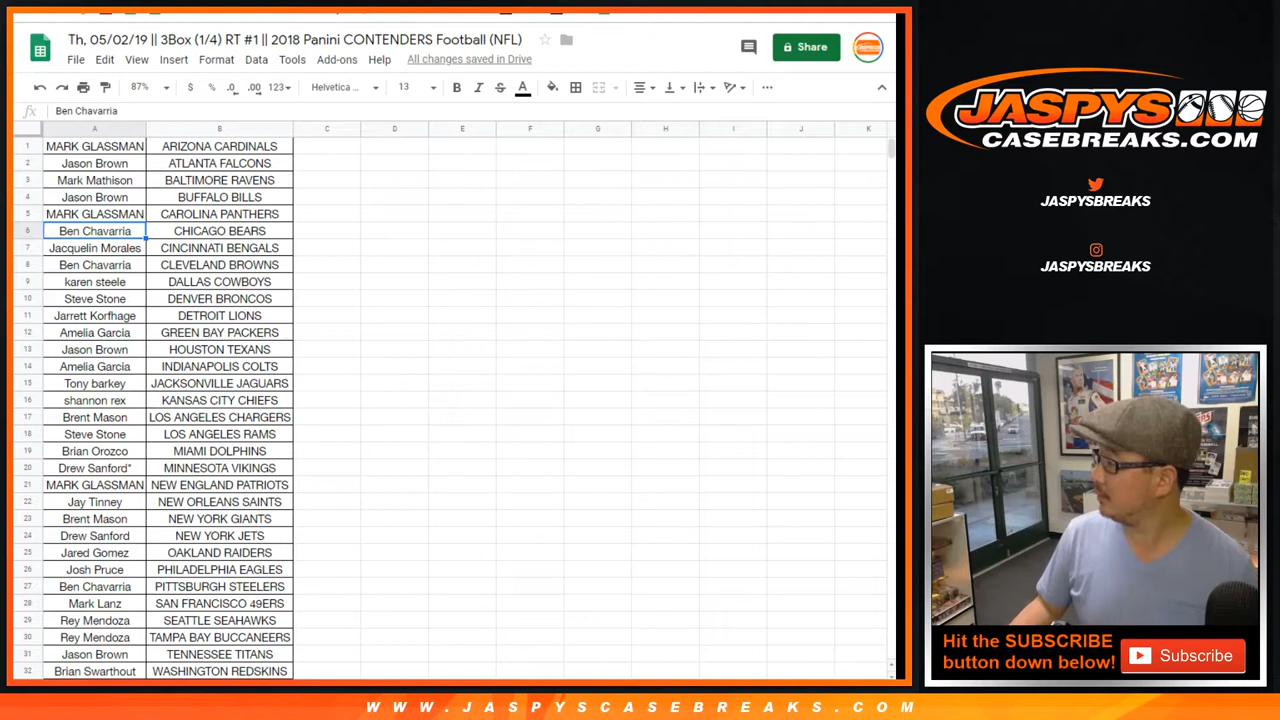 Th, 05/02/19 || 3Box (1/4) RT #1 || 2018 Panini CONTENDERS Football (NFL)
Share
File Edit View Insert Format Data Tools Add-ons Help All changes saved in Drive
87% $ % .0 .00 123 Helvetica ... 13 B I S A
fx Ben Chavarria
A B C D E F G H I J K
1 MARK GLASSMAN ARIZONA CARDINALS
2 Jason Brown ATLANTA FALCONS
3 Mark Mathison BALTIMORE RAVENS
4 Jason Brown BUFFALO BILLS
5 MARK GLASSMAN CAROLINA PANTHERS
6 Ben Chavarria CHICAGO BEARS
7 Jacquelin Morales CINCINNATI BENGALS
8 Ben Chavarria CLEVELAND BROWNS
9 karen steele DALLAS COWBOYS
10 Steve Stone DENVER BRONCOS
11 Jarrett Korfhage DETROIT LIONS
12 Amelia Garcia GREEN BAY PACKERS
13 Jason Brown HOUSTON TEXANS
14 Amelia Garcia INDIANAPOLIS COLTS
15 Tony barkey JACKSONVILLE JAGUARS
16 shannon rex KANSAS CITY CHIEFS
17 Brent Mason LOS ANGELES CHARGERS
18 Steve Stone LOS ANGELES RAMS
19 Brian Orozco MIAMI DOLPHINS
20 Drew Sanford* MINNESOTA VIKINGS
21 MARK GLASSMAN NEW ENGLAND PATRIOTS
22 Jay Tinney NEW ORLEANS SAINTS
23 Brent Mason NEW YORK GIANTS
24 Drew Sanford NEW YORK JETS
25 Jared Gomez OAKLAND RAIDERS
26 Josh Pruce PHILADELPHIA EAGLES
27 Ben Chavarria PITTSBURGH STEELERS
28 Mark Lanz SAN FRANCISCO 49ERS
29 Rey Mendoza SEATTLE SEAHAWKS
30 Rey Mendoza TAMPA BAY BUCCANEERS
31 Jason Brown TENNESSEE TITANS
32 Brian Swarthout WASHINGTON REDSKINS
JASPYS
CASEBREAKS.COM
JASPYSBREAKS
JASPYSBREAKS
Hit the SUBSCRIBE
button down below!
Subscribe
WWW.JASPYSCASEBREAKS.COM